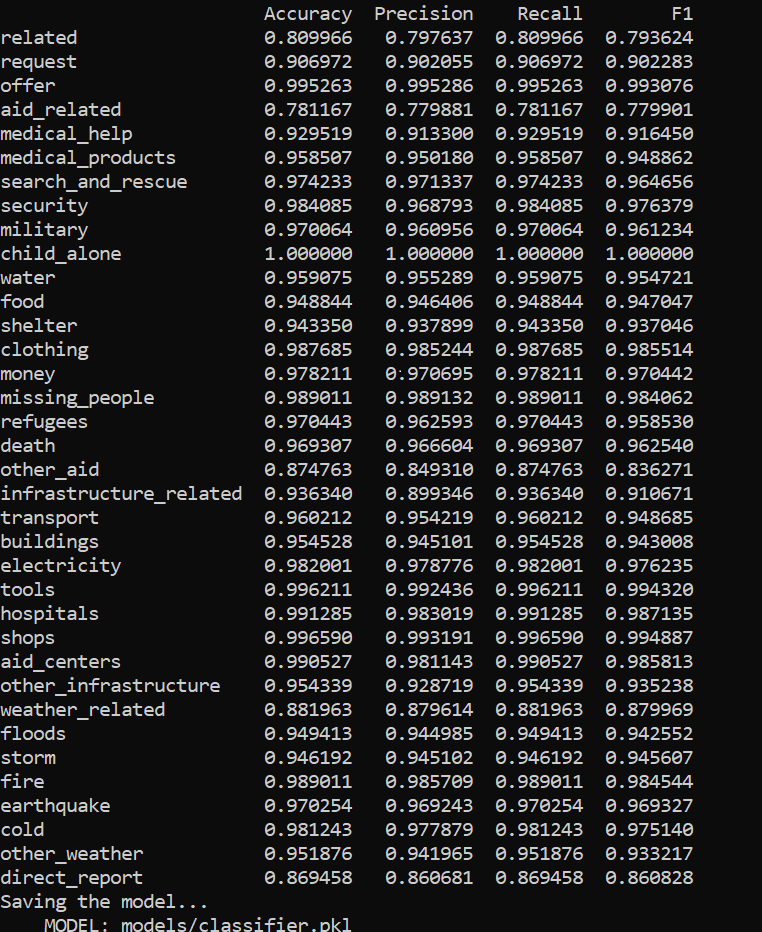 Accuracy Precision Recall F1
related 0.809966 0.797637 0.809966 0.793624
request 0.906972 0.902055 0.906972 0.902283
offer 0.995263 0.995286 0.995263 0.993076
aid_related 0.781167 0.779881 0.781167 0.779901
medical_help 0.929519 0.913300 0.929519 0.916450
medical_products 0.958507 0.950180 0.958507 0.948862
search_and_rescue 0.974233 0.971337 0.974233 0.964656
security 0.984085 0.968793 0.984085 0.976379
military 0.970064 0.960956 0.970064 0.961234
child_alone 1.000000 1.000000 1.000000 1.000000
water 0.959075 0.955289 0.959075 0.954721
food 0.948844 0.946406 0.948844 0.947047
shelter 0.943350 0.937899 0.943350 0.937046
clothing 0.987685 0.985244 0.987685 0.985514
money 0.978211 0.970695 0.978211 0.970442
missing_people 0.989011 0.989132 0.989011 0.984062
refugees 0.970443 0.962593 0.970443 0.958530
death 0.969307 0.966604 0.969307 0.962540
other_aid 0.874763 0.849310 0.874763 0.836271
infrastructure_related 0.936340 0.899346 0.936340 0.910671
transport 0.960212 0.954219 0.960212 0.948685
buildings 0.954528 0.945101 0.954528 0.943008
electricity 0.982001 0.978776 0.982001 0.976235
tools 0.996211 0.992436 0.996211 0.994320
hospitals 0.991285 0.983019 0.991285 0.987135
shops 0.996590 0.993191 0.996590 0.994887
aid_centers 0.990527 0.981143 0.990527 0.985813
other_infrastructure 0.954339 0.928719 0.954339 0.935238
weather_related 0.881963 0.879614 0.881963 0.879969
floods 0.949413 0.944985 0.949413 0.942552
storm 0.946192 0.945102 0.946192 0.945607
fire 0.989011 0.985709 0.989011 0.984544
earthquake 0.970254 0.969243 0.970254 0.969327
cold 0.981243 0.977879 0.981243 0.975140
other_weather 0.951876 0.941965 0.951876 0.933217
direct_report 0.869458 0.860681 0.869458 0.860828
Saving the model...
MODEL: models/classifier.pkl